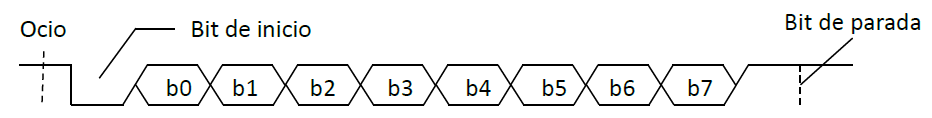 Ocio
Bit de inicio
Bit de parada
b0 b1 b2 b3 b4 b5 b6 b7